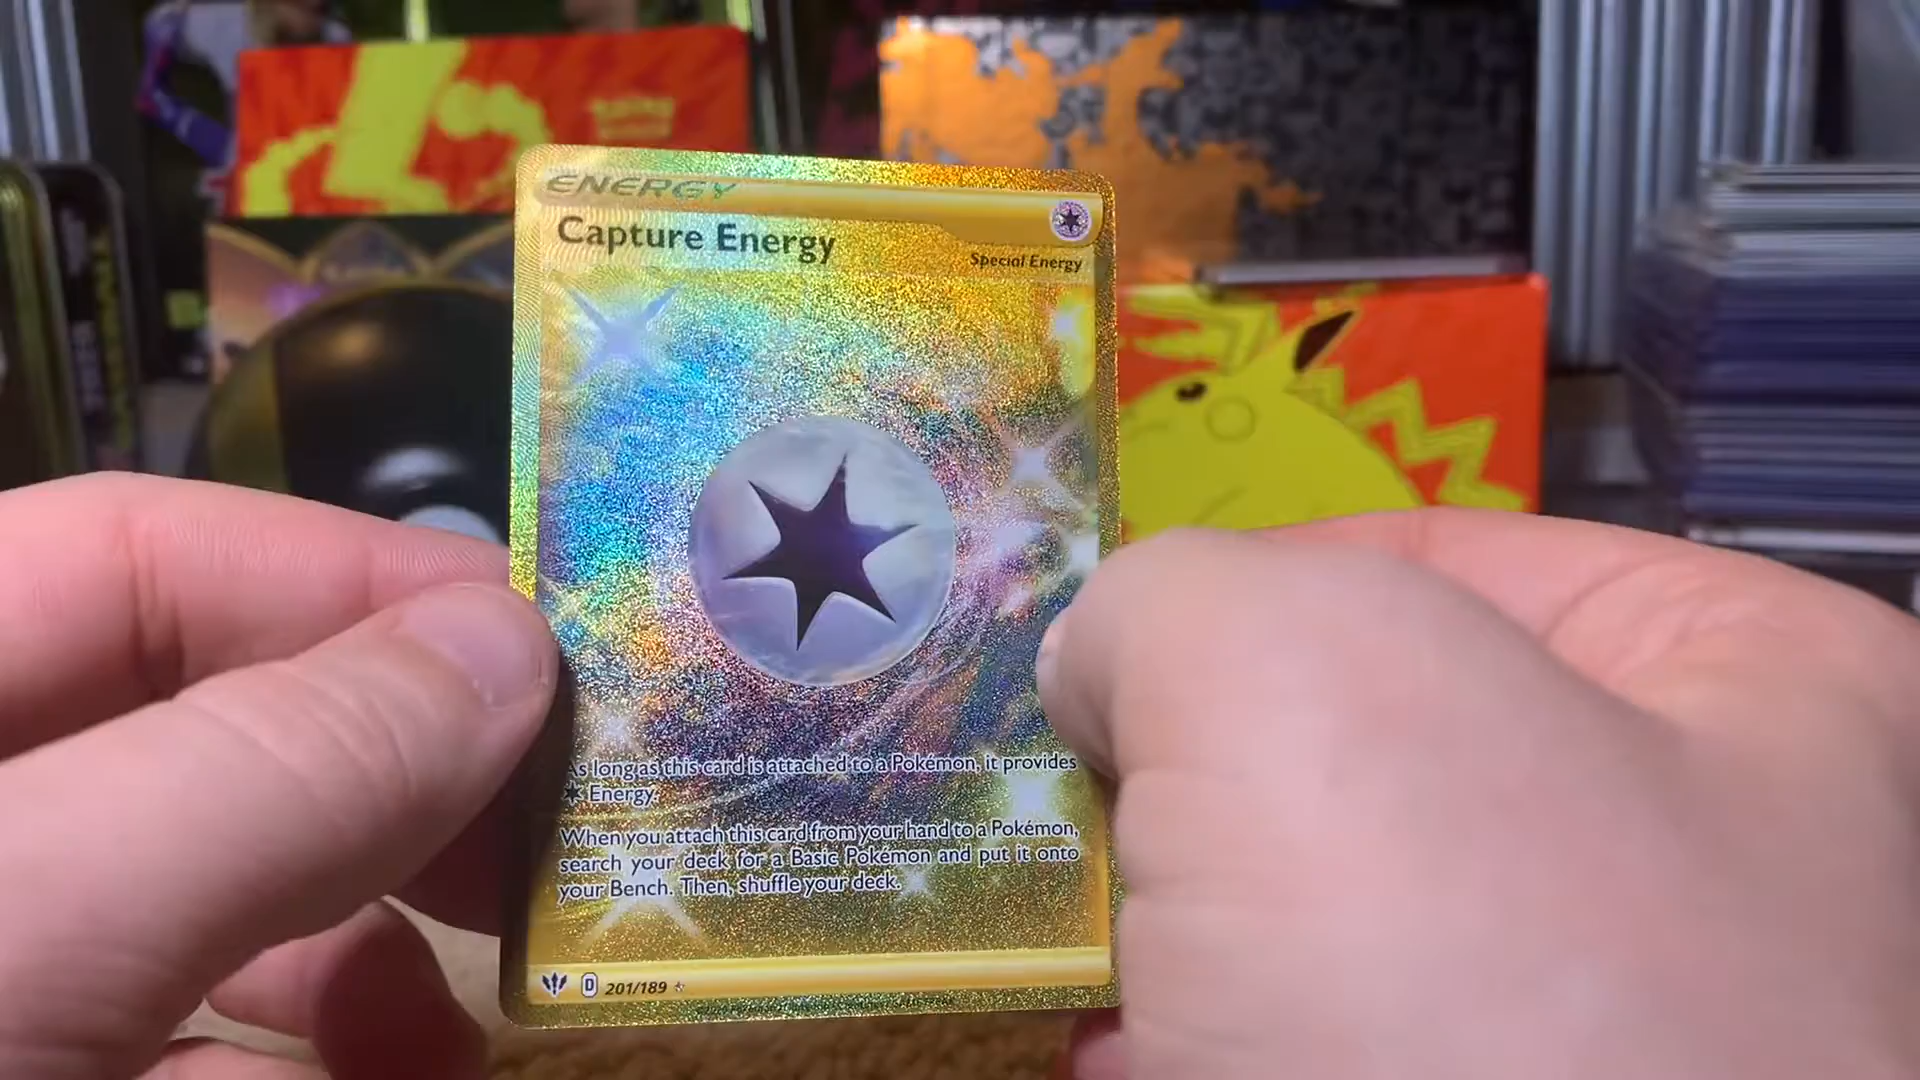 ENERGY
Capture Energy
Special Energy
As long as this card is attached to a Pokémon, it provides
Energy.
When you attach this card from your hand to a Pokémon,
search your deck for a Basic Pokémon and put it onto
your Bench. Then, shuffle your deck.
D 201/189